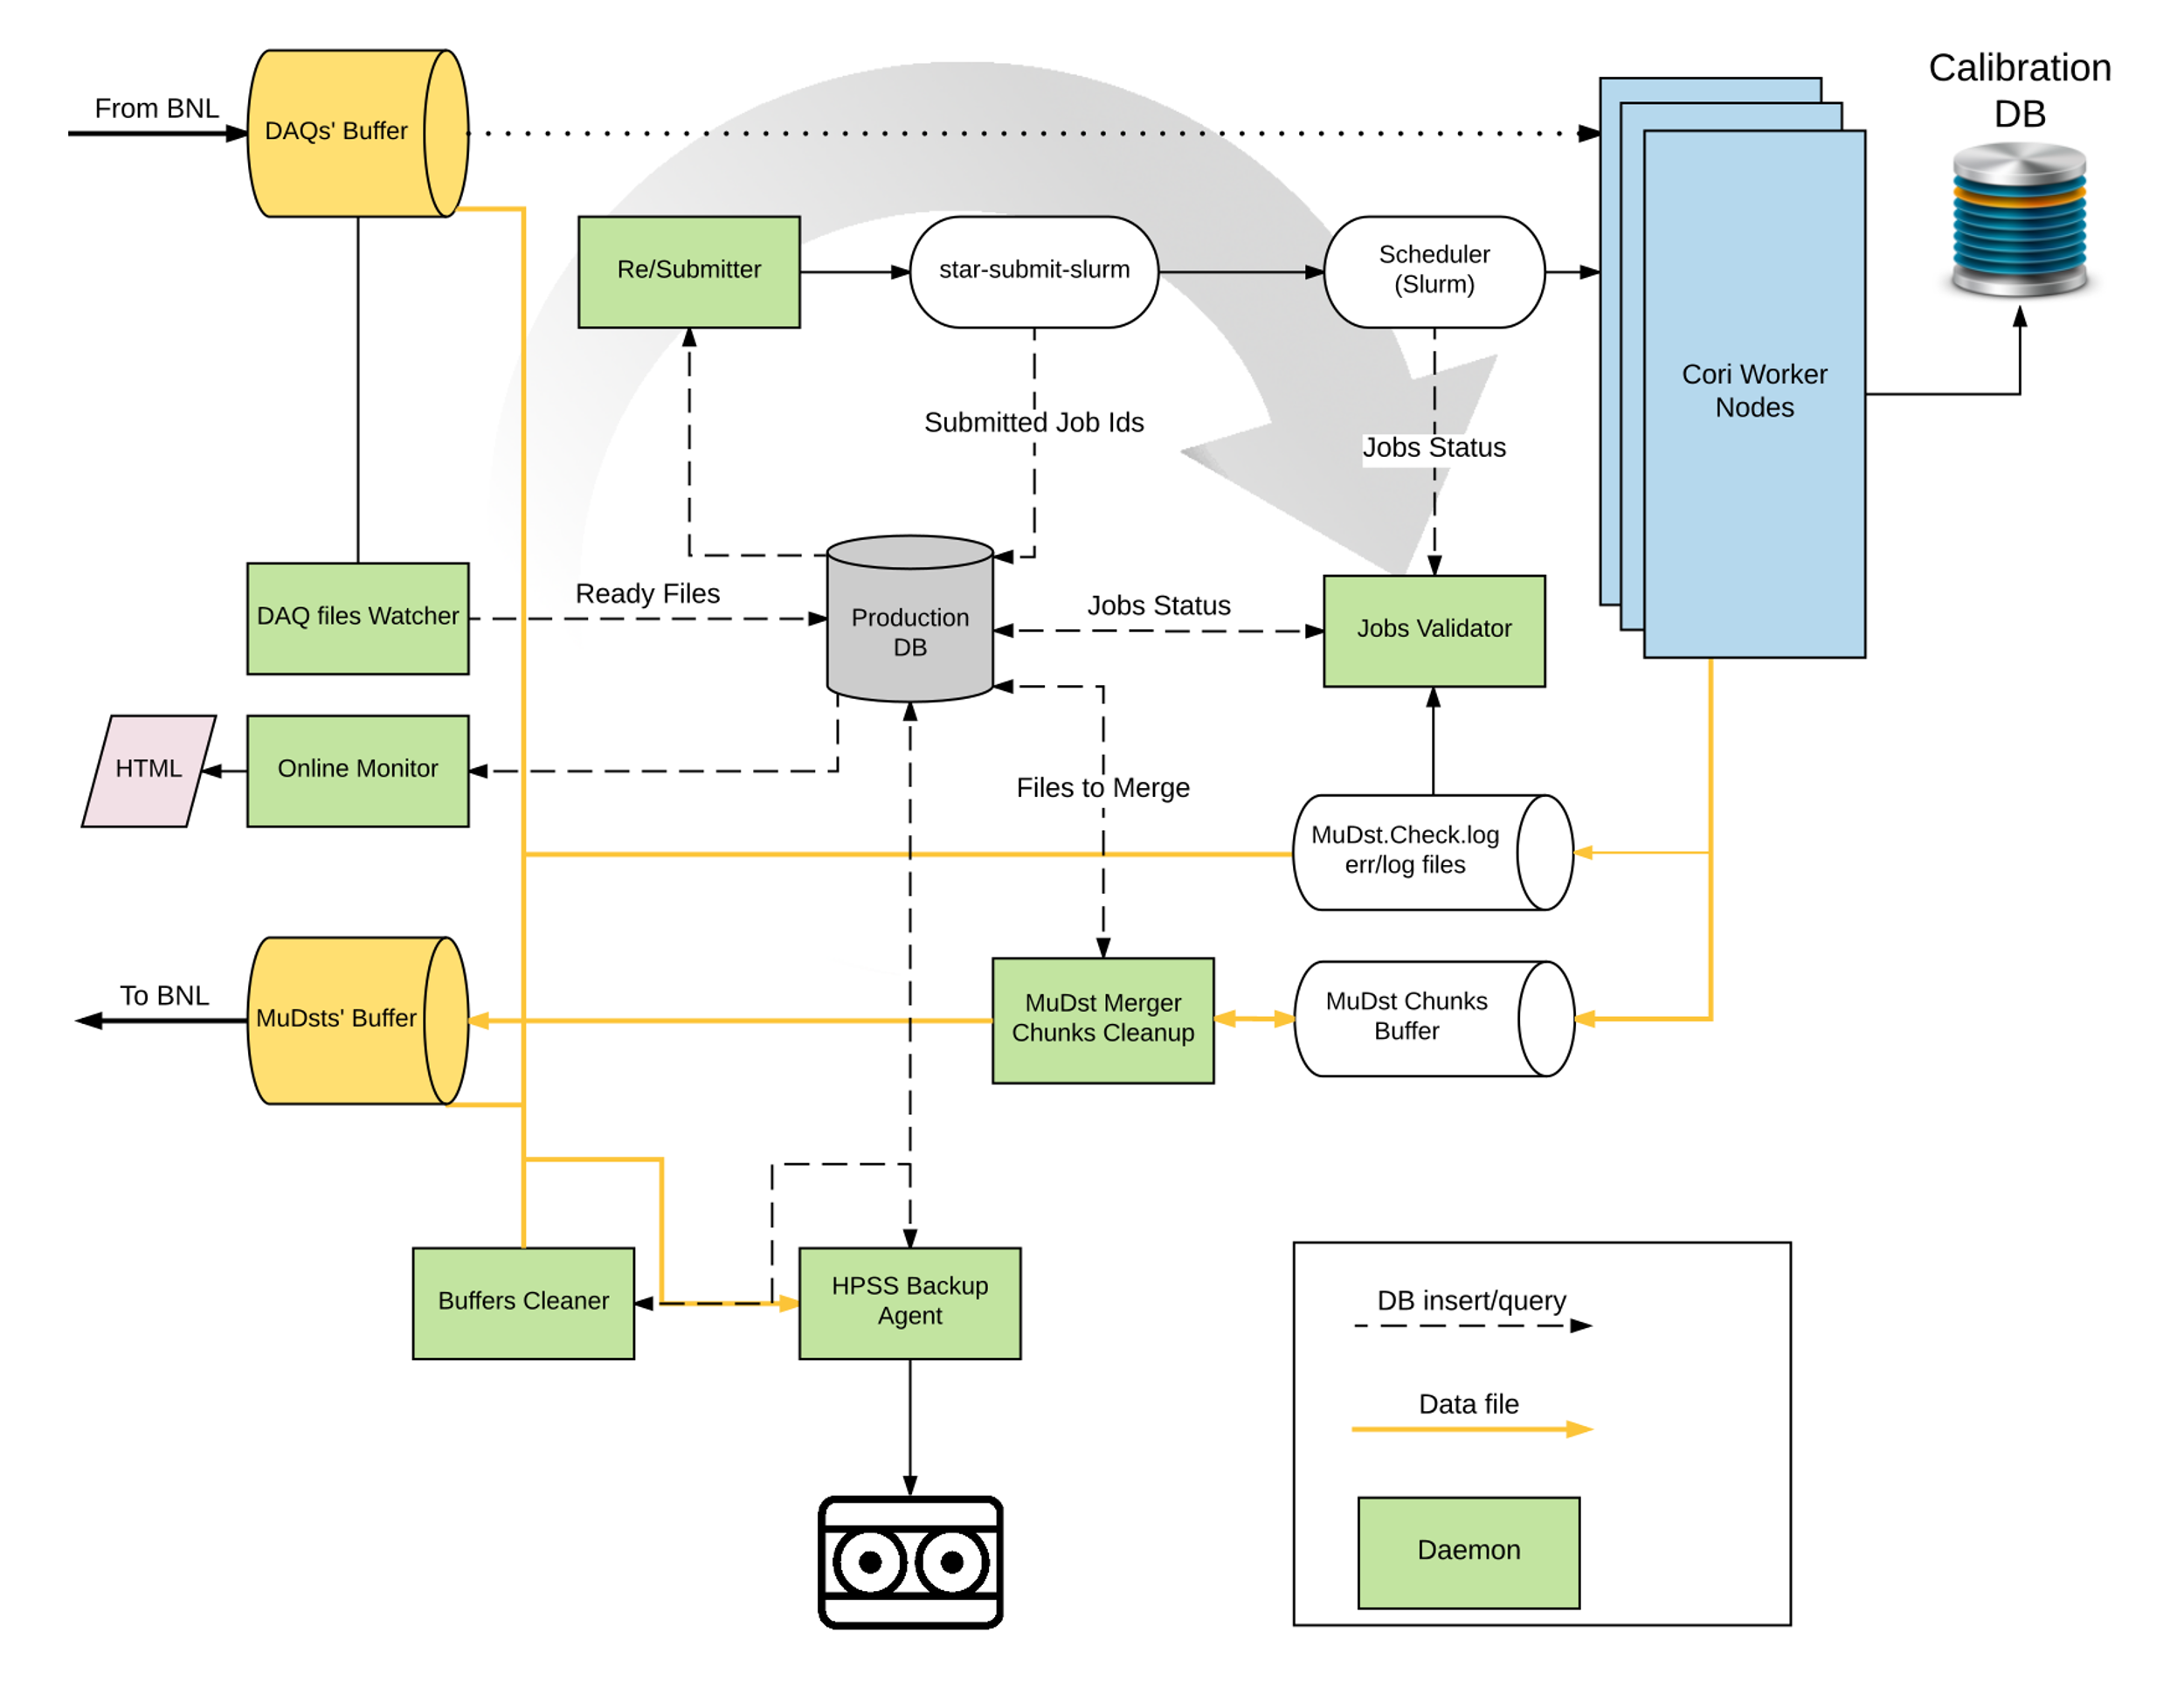 From BNL
DAQs' Buffer
Calibration
DB
Re/Submitter
star-submit-slurm
Scheduler
(Slurm)
Cori Worker
Nodes
Submitted Job Ids
Jobs Status
DAQ files Watcher
Ready Files
Production
DB
Jobs Status
Jobs Validator
HTML
Online Monitor
Files to Merge
MuDst.Check.log
err/log files
To BNL
MuDsts' Buffer
MuDst Merger
Chunks Cleanup
MuDst Chunks
Buffer
Buffers Cleaner
HPSS Backup
Agent
DB insert/query
Data file
Daemon